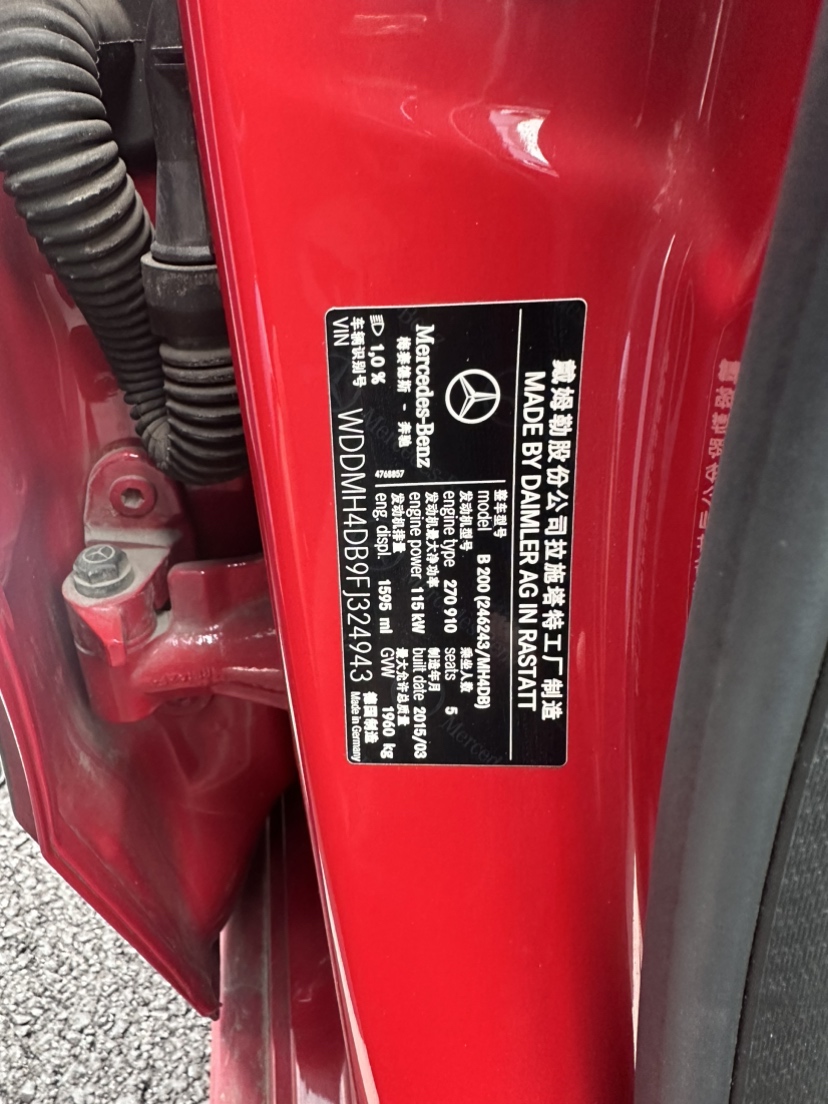 戴姆勒股份公司拉施塔特工厂制造
MADE BY DAIMLER AG IN RASTATT
Mercedes-Benz
梅赛德斯 - 奔驰
1,0 %
4768857
整车型号
model B 200 (246243/MH4DB)
发动机型号 乘坐人数
engine type 270 910 seats 5
发动机最大净功率 制造年月
engine power 115 kW built date 2015/03
发动机排量 最大允许总质量
eng. displ. 1595 ml GVW 1960 kg
车辆识别号 德国制造
VIN WDDMH4DB9FJ324943 Made in Germany